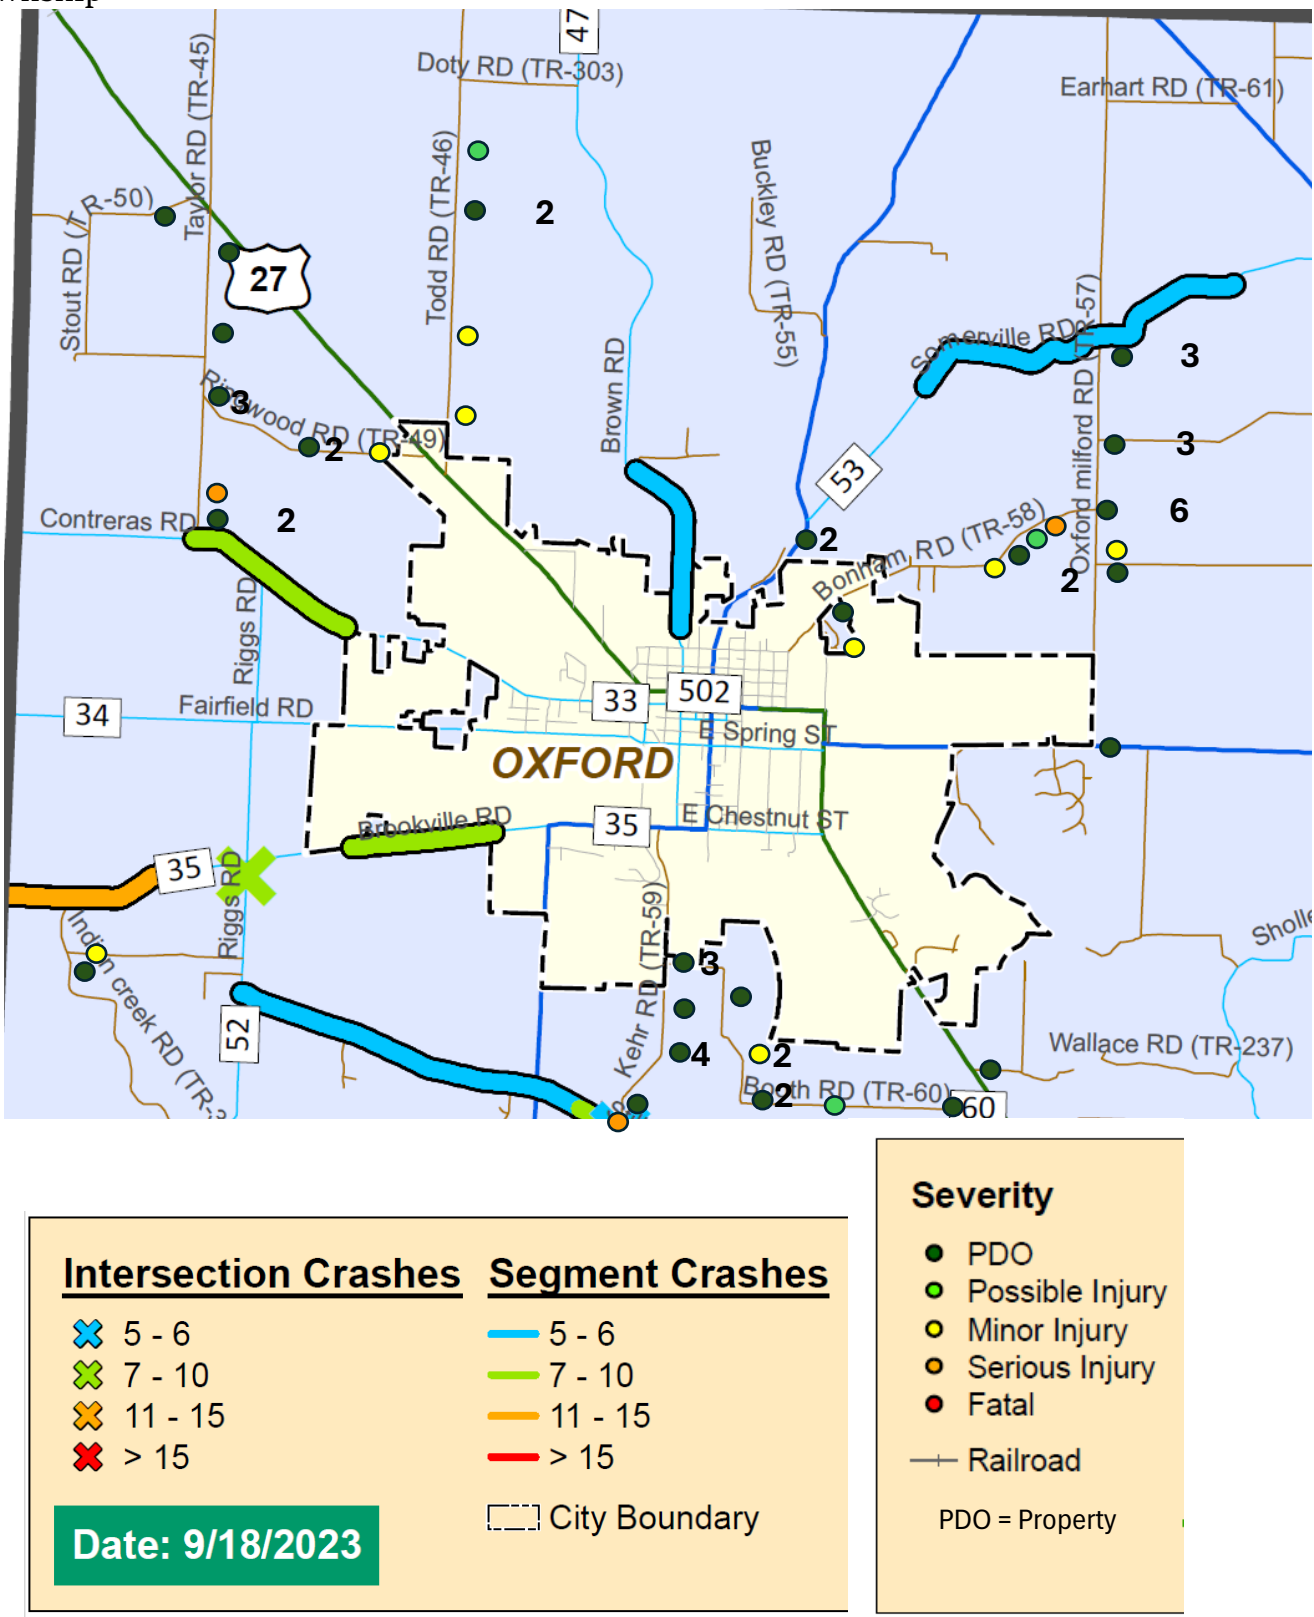 47
Doty RD (TR-303)
Earhart RD (TR-61)
Taylor RD (TR-45)
Todd RD (TR-46)
Buckley RD (TR-55)
Stout RD (T
R-50)
2
27
Oxford milford RD (TR-57)
Somerville RD
3
Brown RD
Ringwood RD (TR-49)
3
2
3
53
Contreras RD
2
2
6
Bonham RD (TR-58)
2
Riggs RD
34
Fairfield RD
33
502
E Spring ST
OXFORD
Brookville RD
35
E Chestnut ST
35
Riggs RD
Kehr RD (TR-59)
3
Indian creek RD (TR-
52
4
2
Wallace RD (TR-237)
Booth RD (TR-60)
2
60
Intersection Crashes
5 - 6
7 - 10
11 - 15
> 15
Segment Crashes
5 - 6
7 - 10
11 - 15
> 15
City Boundary
Date: 9/18/2023
Severity
PDO
Possible Injury
Minor Injury
Serious Injury
Fatal
Railroad
PDO = Property